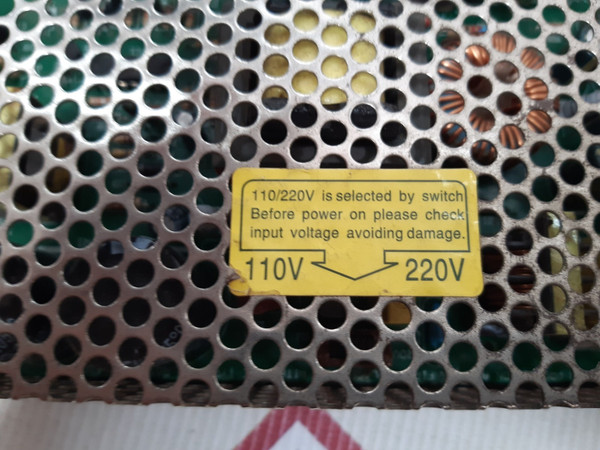 110/220V is selected by switch
Before power on please check
input voltage avoiding damage.
110V 220V